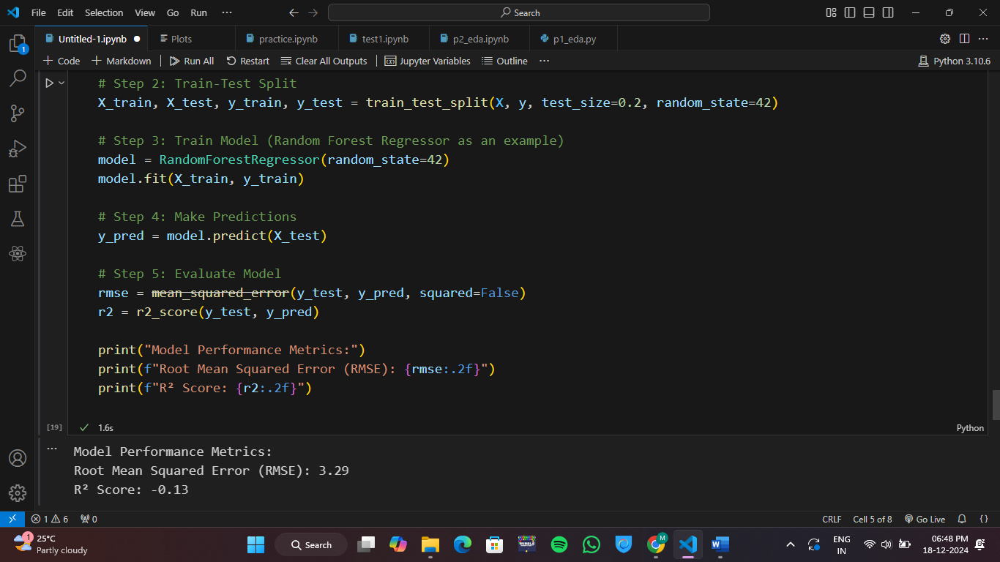 File Edit Selection View Go Run ··· Search
Untitled-1.ipynb Plots practice.ipynb test1.ipynb p2_eda.ipynb p1_eda.py
Code Markdown Run All Restart Clear All Outputs Jupyter Variables Outline ··· Python 3.10.6
1
# Step 2: Train-Test Split
X_train, X_test, y_train, y_test = train_test_split(X, y, test_size=0.2, random_state=42)
# Step 3: Train Model (Random Forest Regressor as an example)
model = RandomForestRegressor(random_state=42)
model.fit(X_train, y_train)
# Step 4: Make Predictions
y_pred = model.predict(X_test)
# Step 5: Evaluate Model
rmse = mean_squared_error(y_test, y_pred, squared=False)
r2 = r2_score(y_test, y_pred)
print("Model Performance Metrics:")
print(f"Root Mean Squared Error (RMSE): {rmse:.2f}")
print(f"R² Score: {r2:.2f}")
[19] 1.6s Python
Model Performance Metrics:
Root Mean Squared Error (RMSE): 3.29
R² Score: -0.13
1 6 0 CRLF Cell 5 of 8 Go Live {}
1 25°C
Partly cloudy
Search
M
ENG
IN
06:48 PM
18-12-2024